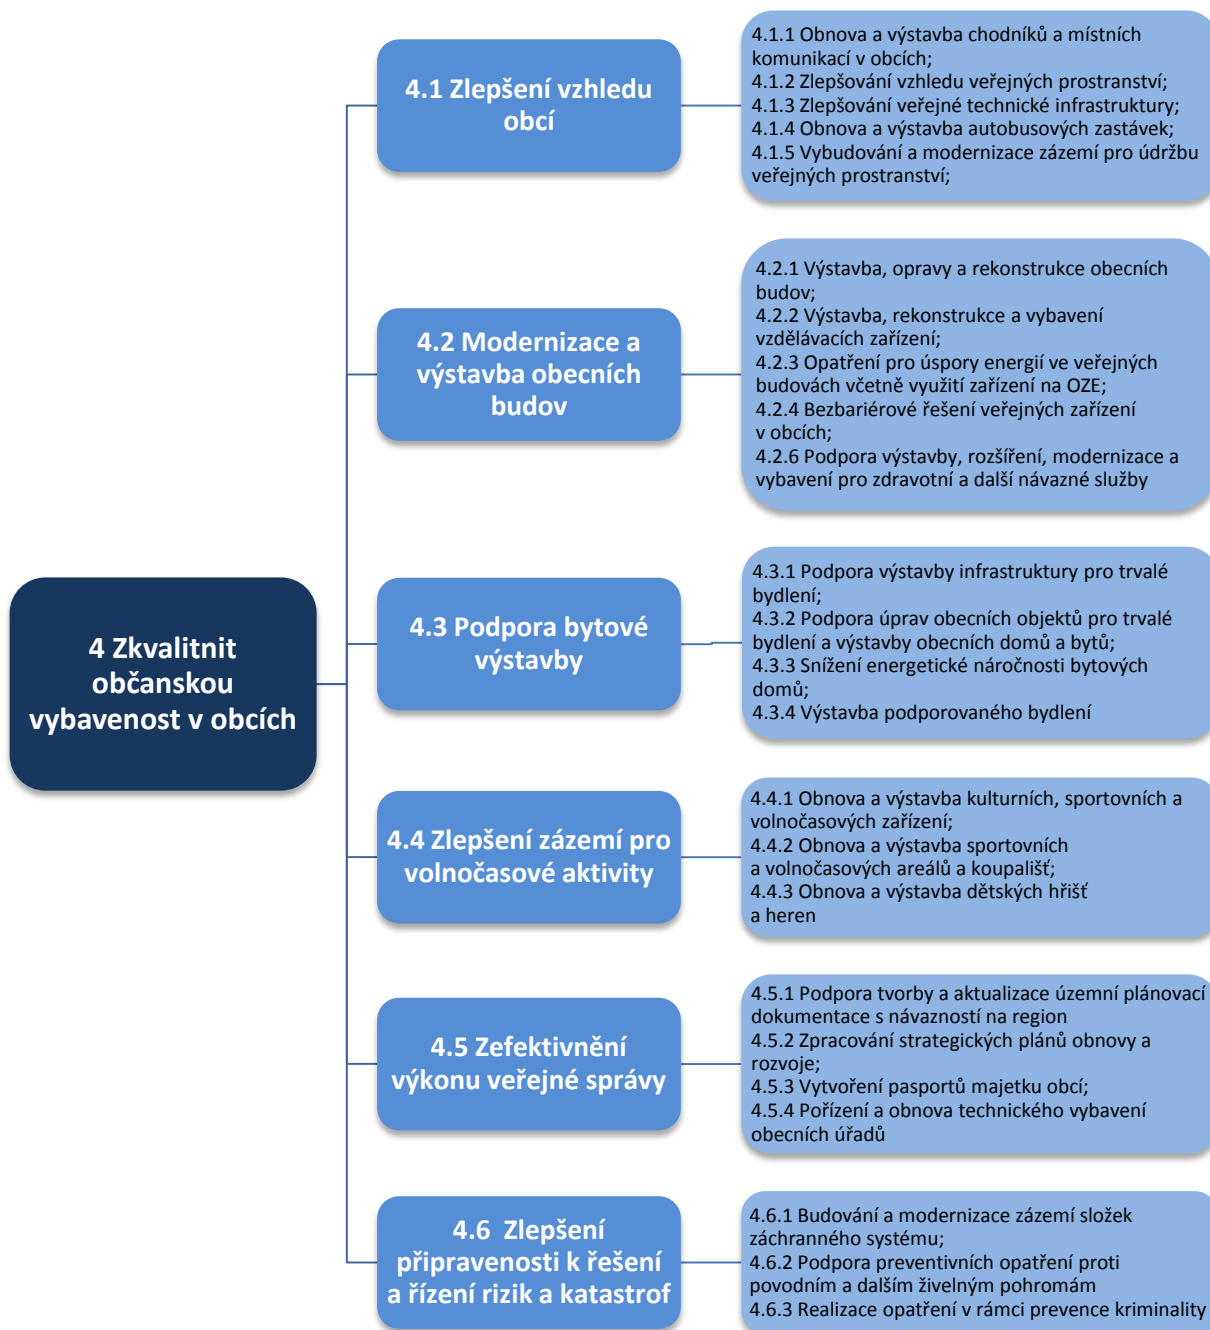 4 Zkvalitnit
občanskou
vybavenost v obcích
4.1 Zlepšení vzhledu
obcí
4.1.1 Obnova a výstavba chodníků a místních
komunikací v obcích;
4.1.2 Zlepšování vzhledu veřejných prostranství;
4.1.3 Zlepšování veřejné technické infrastruktury;
4.1.4 Obnova a výstavba autobusových zastávek;
4.1.5 Vybudování a modernizace zázemí pro údržbu
veřejných prostranství;
4.2 Modernizace a
výstavba obecních
budov
4.2.1 Výstavba, opravy a rekonstrukce obecních
budov;
4.2.2 Výstavba, rekonstrukce a vybavení
vzdělávacích zařízení;
4.2.3 Opatření pro úspory energií ve veřejných
budovách včetně využití zařízení na OZE;
4.2.4 Bezbariérové řešení veřejných zařízení
v obcích;
4.2.6 Podpora výstavby, rozšíření, modernizace a
vybavení pro zdravotní a další návazné služby
4.3 Podpora bytové
výstavby
4.3.1 Podpora výstavby infrastruktury pro trvalé
bydlení;
4.3.2 Podpora úprav obecních objektů pro trvalé
bydlení a výstavby obecních domů a bytů;
4.3.3 Snížení energetické náročnosti bytových
domů;
4.3.4 Výstavba podporovaného bydlení
4.4 Zlepšení zázemí pro
volnočasové aktivity
4.4.1 Obnova a výstavba kulturních, sportovních a
volnočasových zařízení;
4.4.2 Obnova a výstavba sportovních
a volnočasových areálů a koupališť;
4.4.3 Obnova a výstavba dětských hřišť
a heren
4.5 Zefektivnění
výkonu veřejné správy
4.5.1 Podpora tvorby a aktualizace územní plánovací
dokumentace s návazností na region
4.5.2 Zpracování strategických plánů obnovy a
rozvoje;
4.5.3 Vytvoření pasportů majetku obcí;
4.5.4 Pořízení a obnova technického vybavení
obecních úřadů
4.6 Zlepšení
připravenosti k řešení
a řízení rizik a katastrof
4.6.1 Budování a modernizace zázemí složek
záchranného systému;
4.6.2 Podpora preventivních opatření proti
povodním a dalším živelným pohromám
4.6.3 Realizace opatření v rámci prevence kriminality